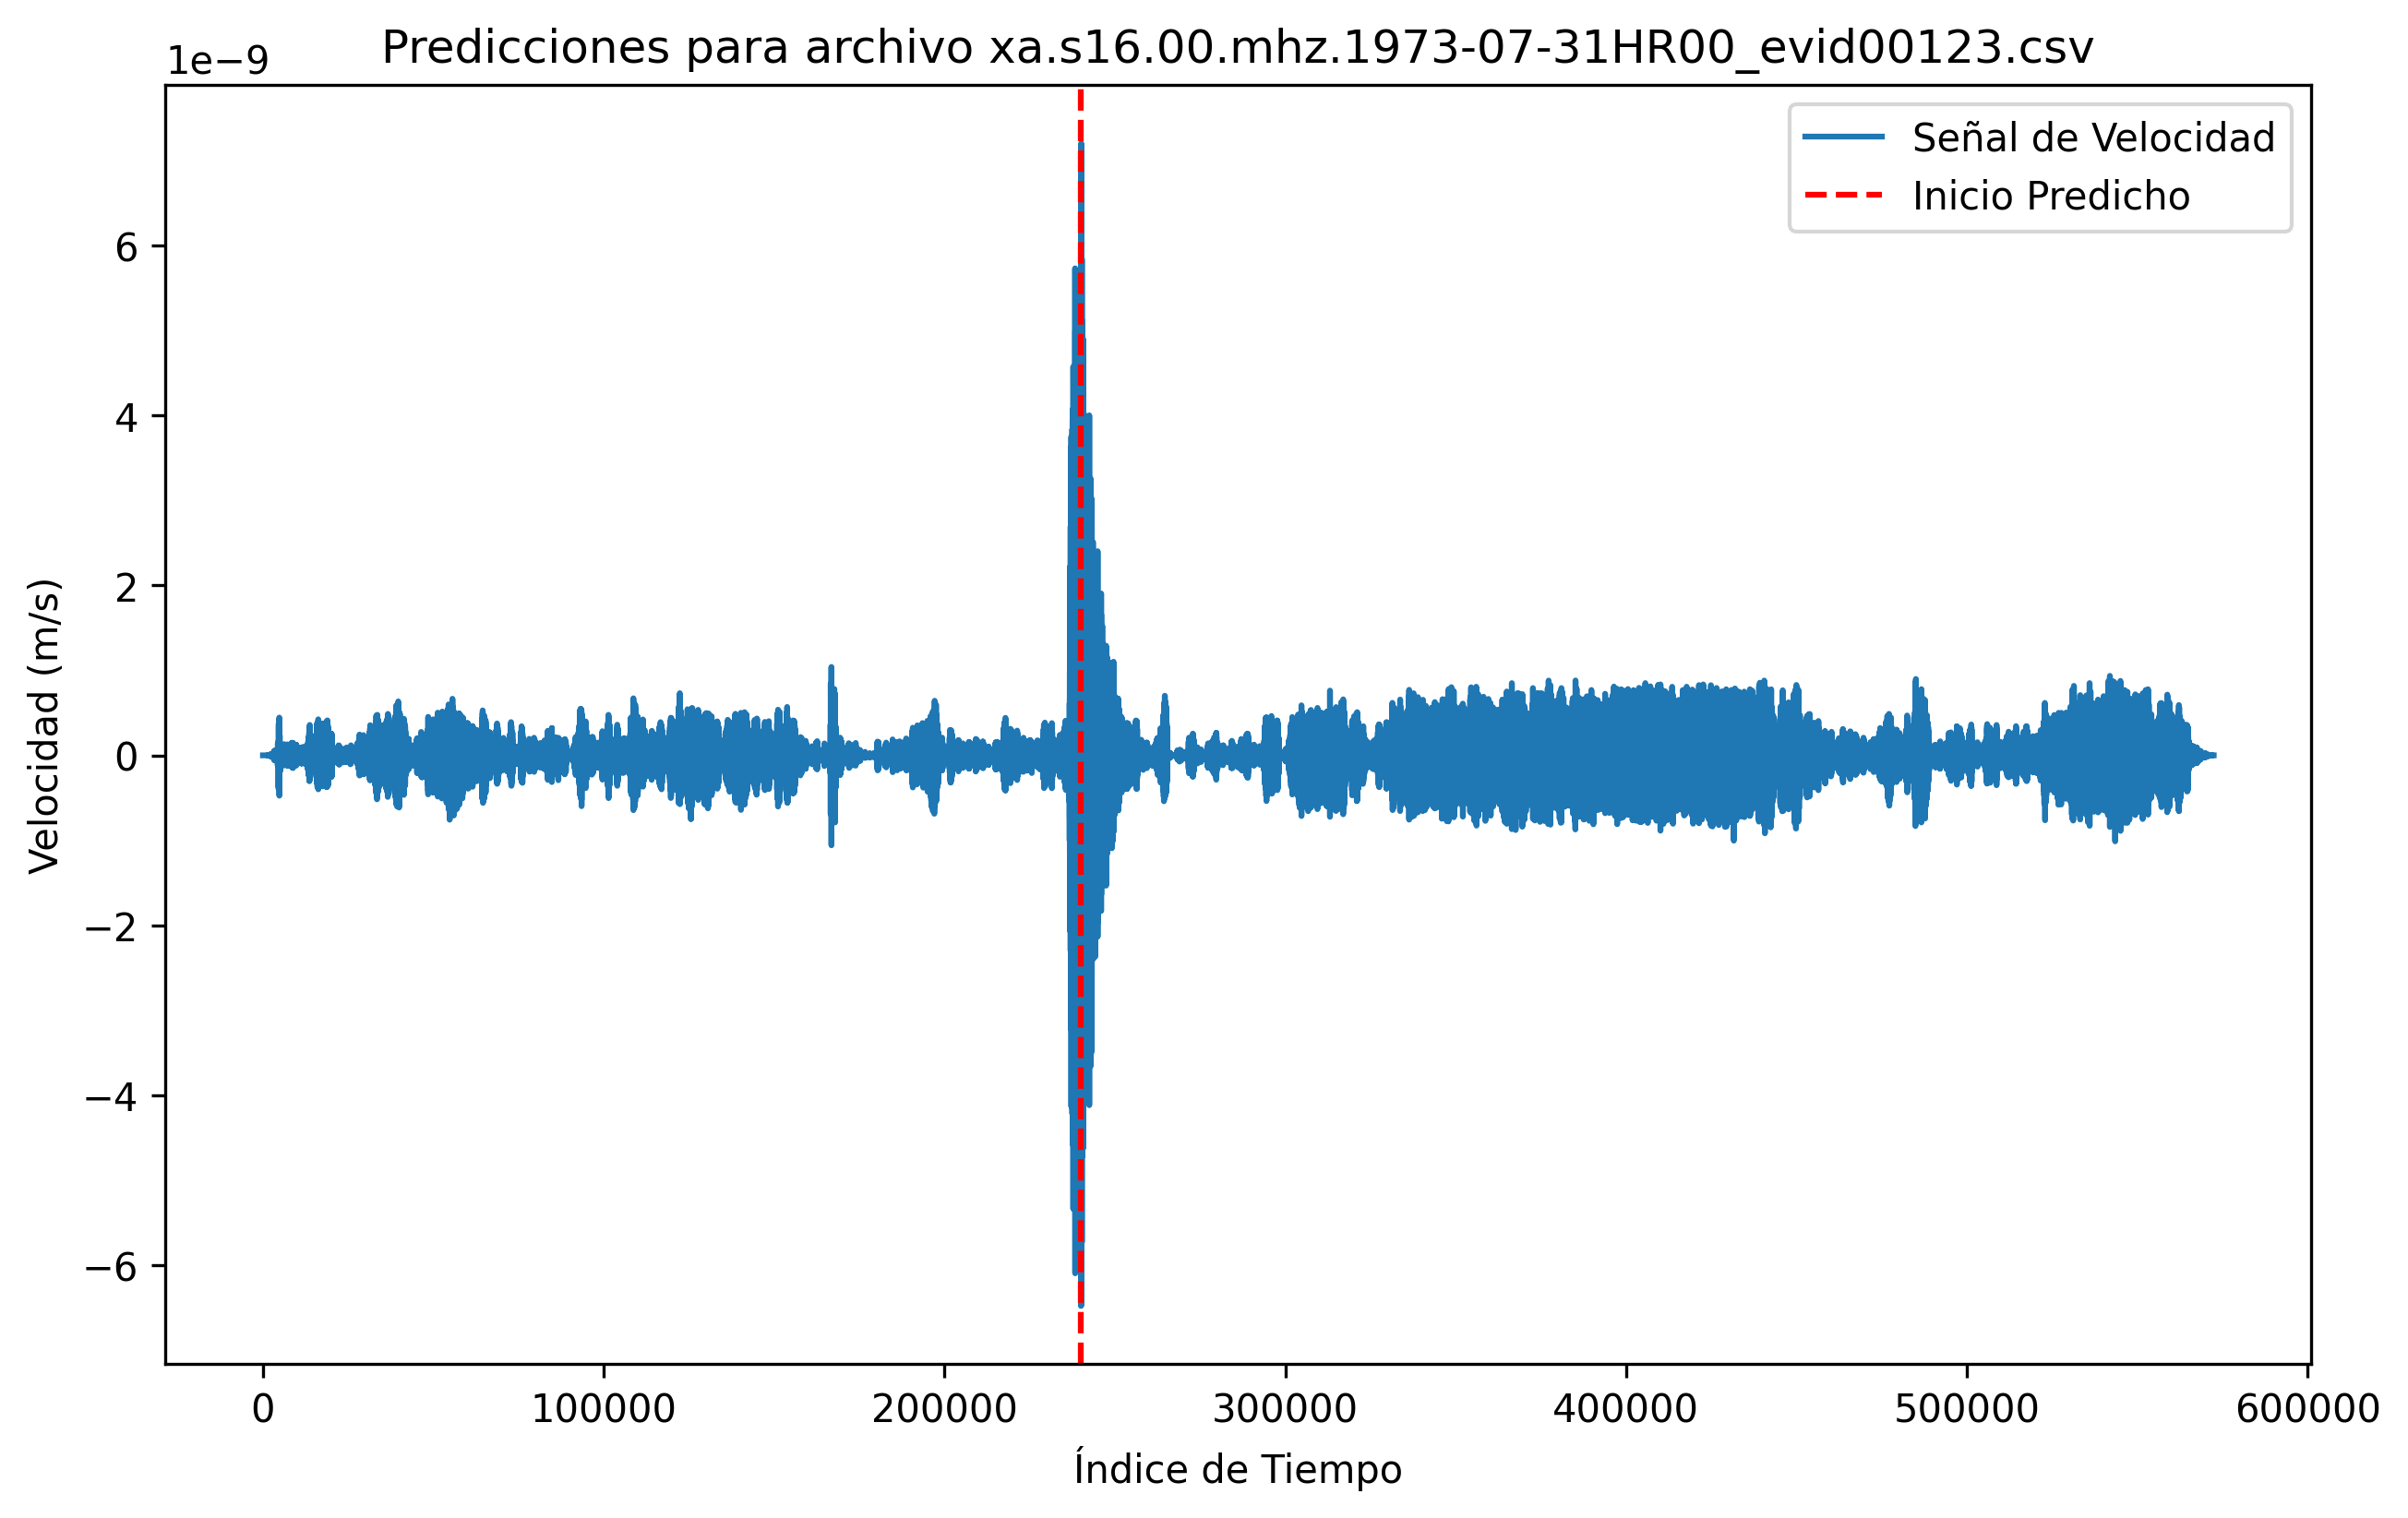 Predicciones para archivo xa.s16.00.mhz.1973-07-31HR00_evid00123.csv
1e−9
Señal de Velocidad
Inicio Predicho
6
4
2
0
−2
−4
−6
Velocidad (m/s)
0 100000 200000 300000 400000 500000 600000
Índice de Tiempo